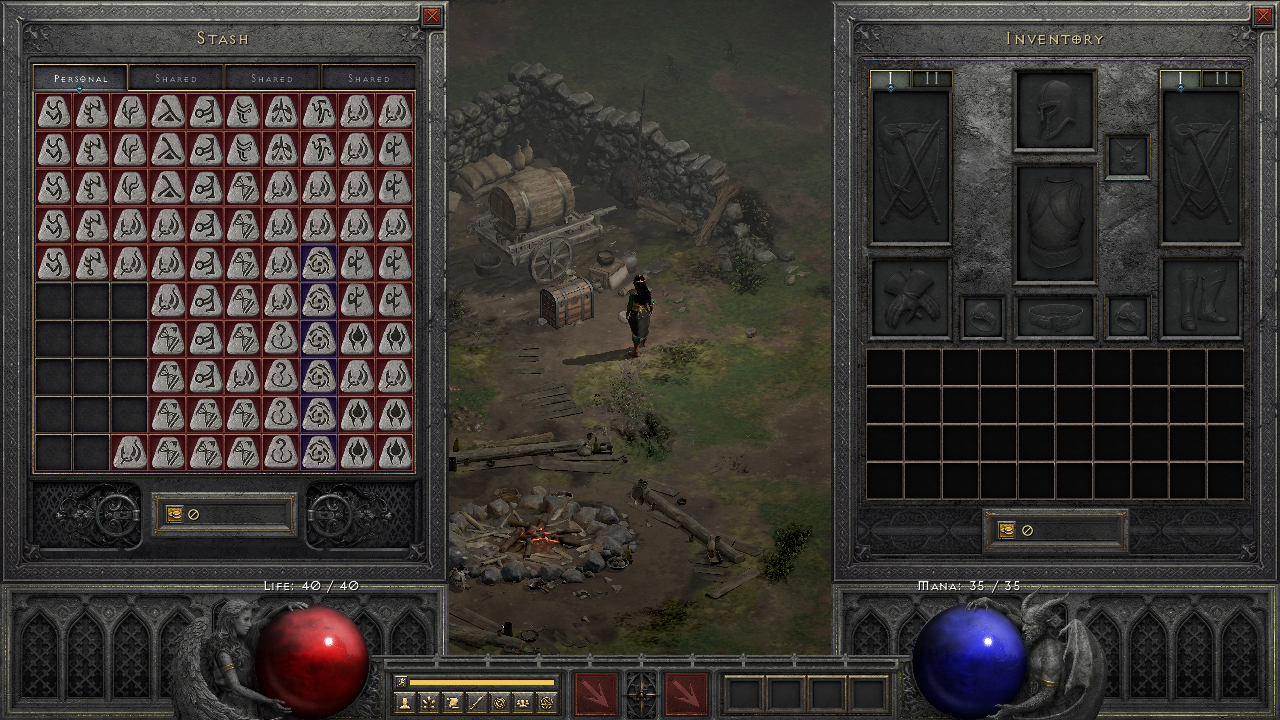 STASH
INVENTORY
PERSONAL
SHARED
SHARED
SHARED
I
II
I
II
0
0
LIFE: 40 / 40
MANA: 35 / 35